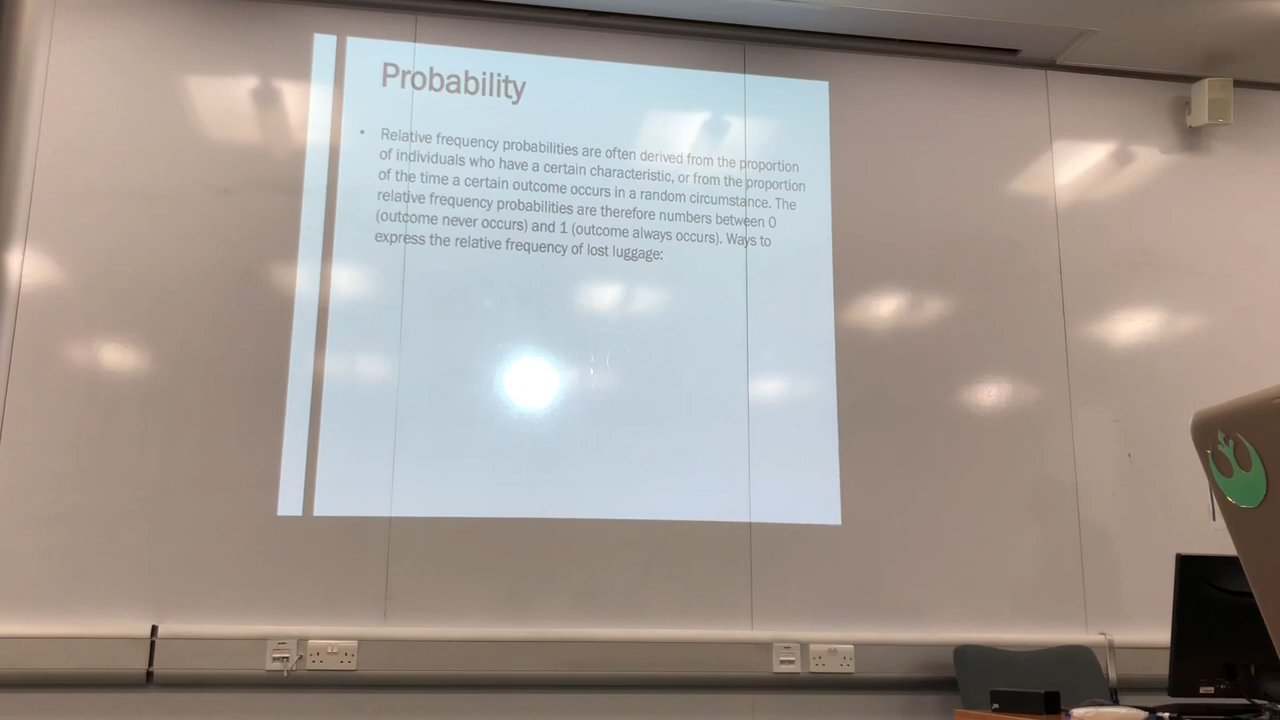 Probability
• Relative frequency probabilities are often derived from the proportion
of individuals who have a certain characteristic, or from the proportion
of the time a certain outcome occurs in a random circumstance. The
relative frequency probabilities are therefore numbers between 0
(outcome never occurs) and 1 (outcome always occurs). Ways to
express the relative frequency of lost luggage: